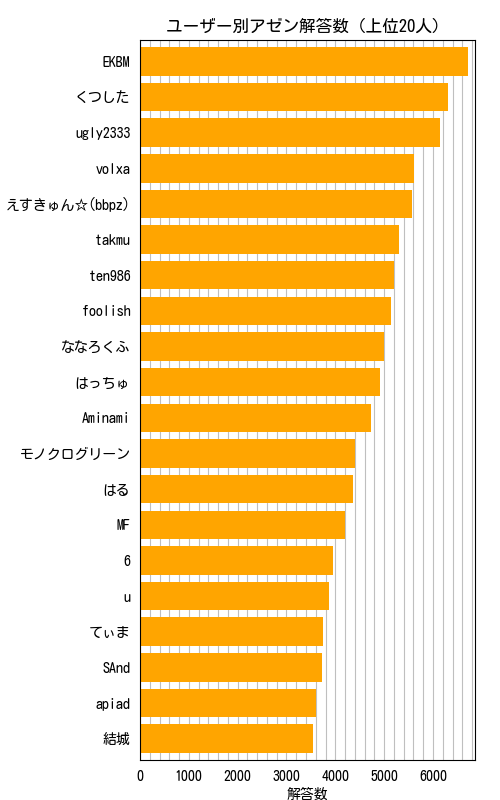 ユーザー別アゼン解答数 (上位20人)
EKBM
くつした
ugly2333
volxa
えすきゅん☆(bbpz)
takmu
ten986
foolish
ななろくふ
はっちゅ
Aminami
モノクログリーン
はる
MF
6
u
てぃま
SAnd
apiad
結城
0 1000 2000 3000 4000 5000 6000
解答数